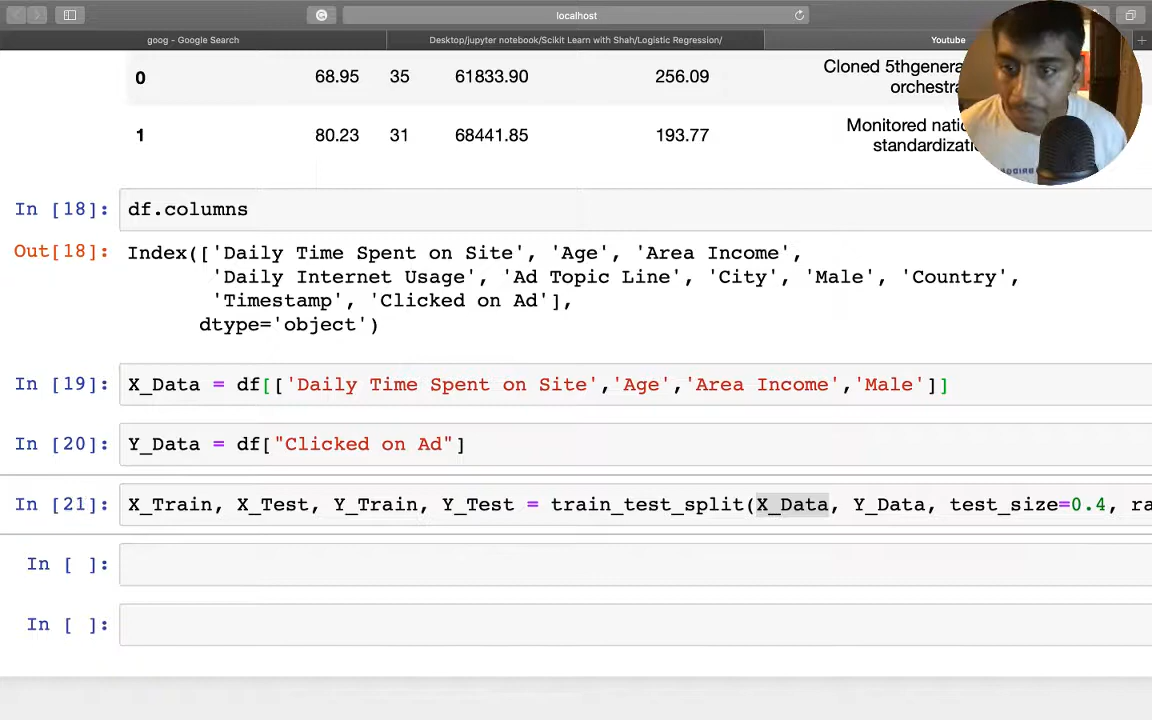 localhost
goog - Google Search
Desktop/jupyter notebook/Scikit Learn with Shah/Logistic Regression/
Youtube
0 68.95 35 61833.90 256.09 Cloned
1 80.23 31 68441.85 193.77 Monitored
In [18]: df.columns
Out[18]: Index(['Daily Time Spent on Site', 'Age', 'Area Income',
'Daily Internet Usage', 'Ad Topic Line', 'City', 'Male', 'Country',
'Timestamp', 'Clicked on Ad'],
dtype='object')
In [19]: X_Data = df[['Daily Time Spent on Site','Age','Area Income','Male']]
In [20]: Y_Data = df["Clicked on Ad"]
In [21]: X_Train, X_Test, Y_Train, Y_Test = train_test_split(X_Data, Y_Data, test_size=0.4, ra
In [ ]:
In [ ]: